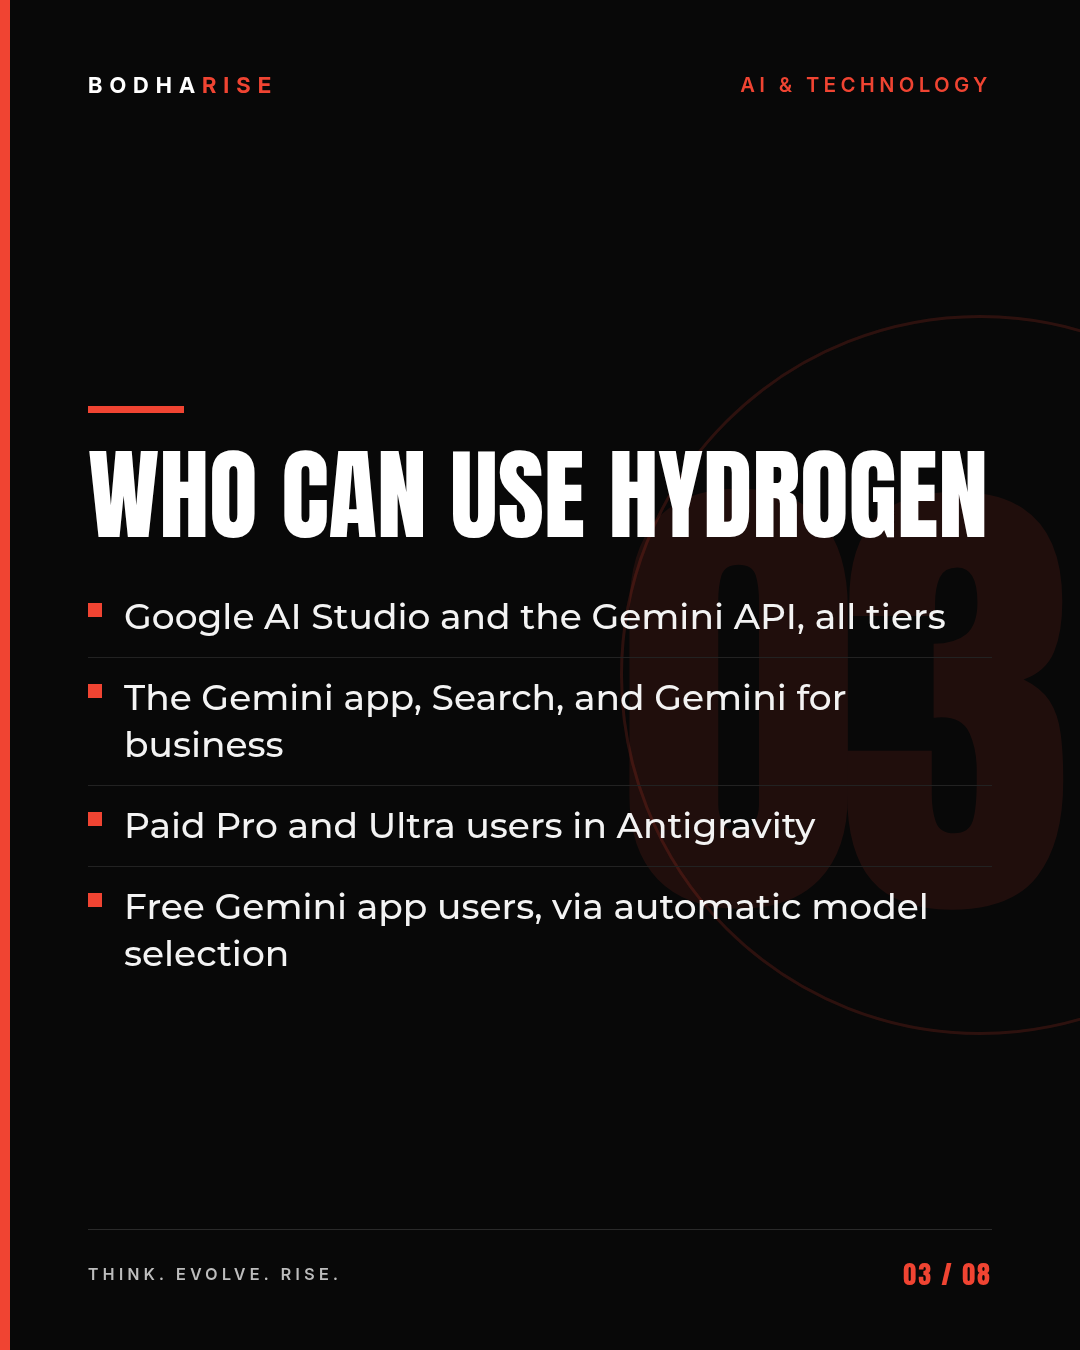 BODHARISE
AI & TECHNOLOGY
WHO CAN USE HYDROGEN
Google AI Studio and the Gemini API, all tiers
The Gemini app, Search, and Gemini for
business
Paid Pro and Ultra users in Antigravity
Free Gemini app users, via automatic model
selection
03
THINK. EVOLVE. RISE.
03 / 08